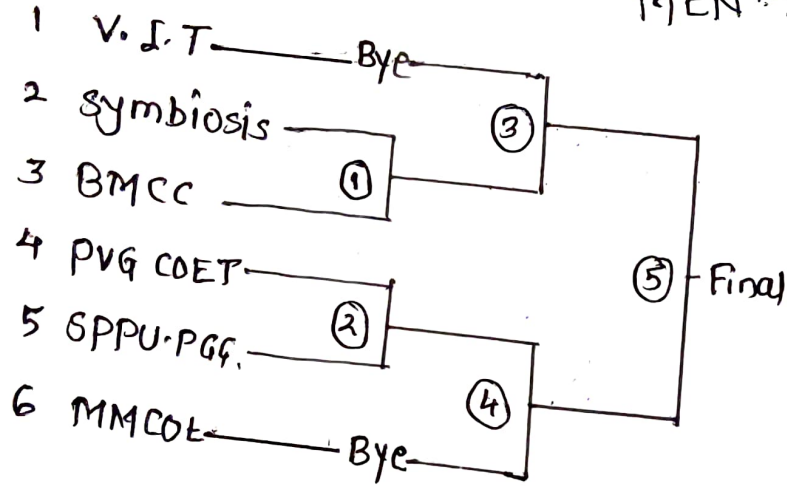 MEN
1 V.I.T. Bye
2 Symbiosis
3 BMCC
3
1
4 PVG COET
5 SPPU.PGG.
2
5 Final
6 MMCOE Bye
4